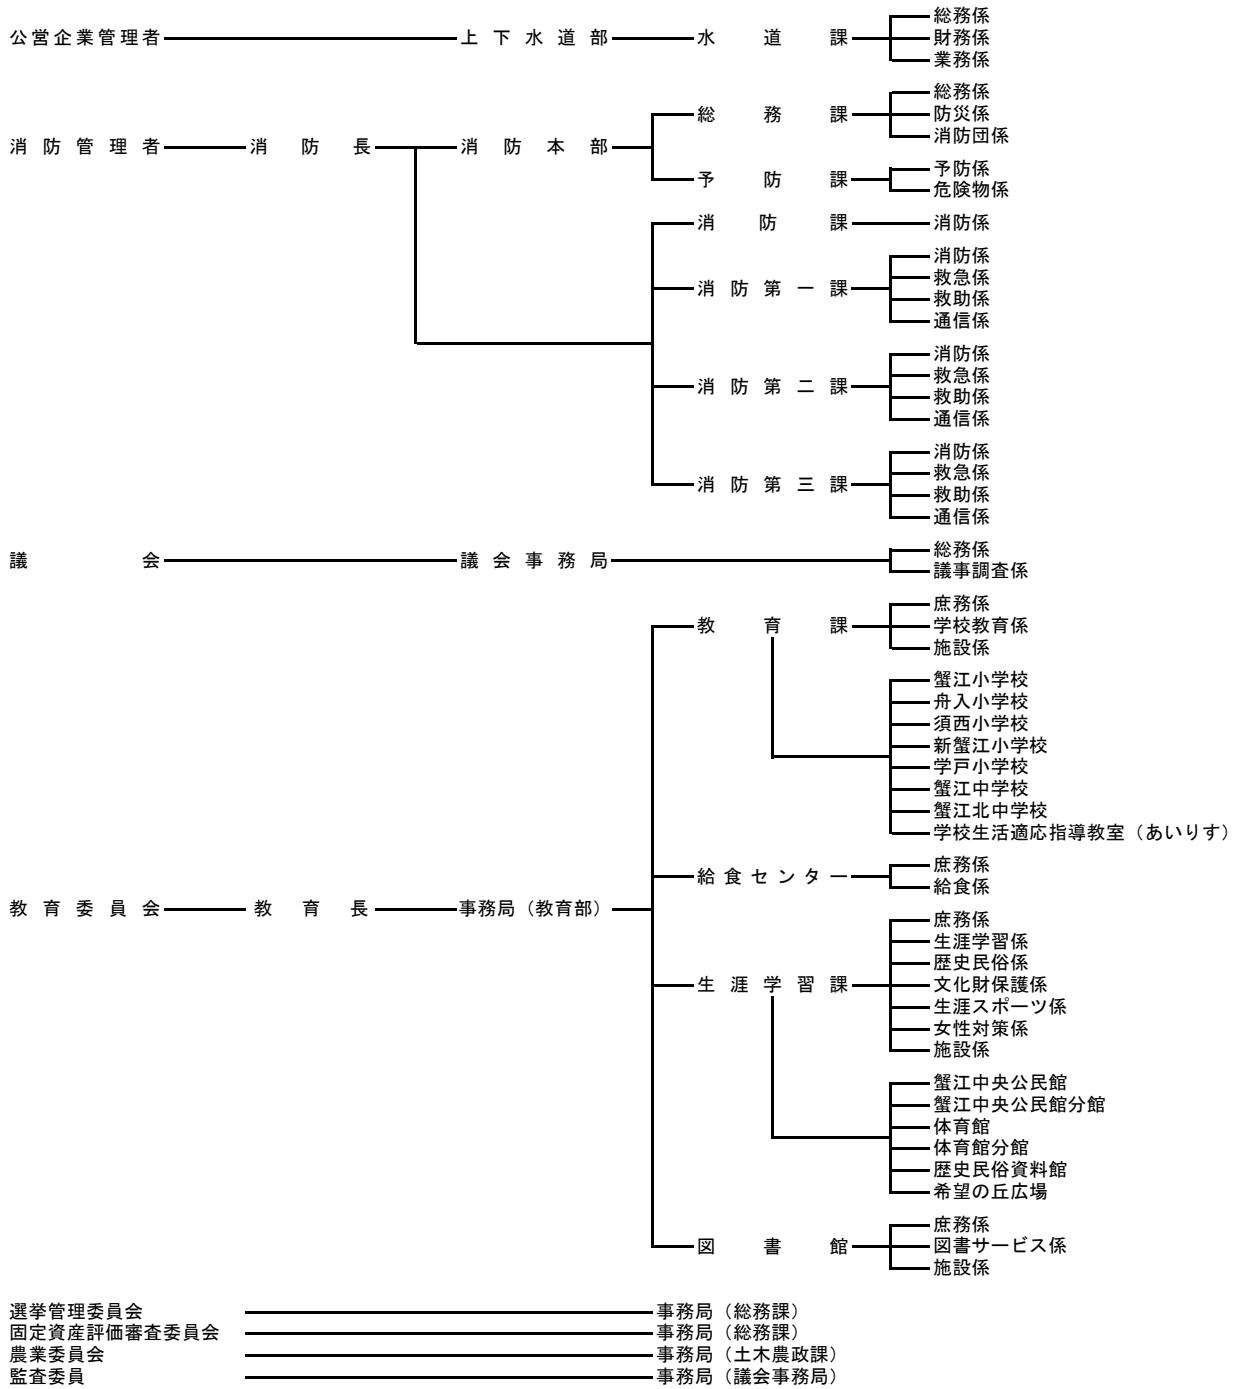 総務係
公営企業管理者 上下水道部 水道課 財務係
業務係
総務係
総務課 防災係
消防団係
消防管理者 消防長 消防本部
予防係
予防課
危険物係
消防課 消防係
消防係
救急係
消防第一課
救助係
通信係
消防係
救急係
消防第二課
救助係
通信係
消防係
救急係
消防第三課
救助係
通信係
総務係
議会 議会事務局
議事調査係
庶務係
教育課 学校教育係
施設係
蟹江小学校
舟入小学校
須西小学校
新蟹江小学校
学戸小学校
蟹江中学校
蟹江北中学校
学校生活適応指導教室（あいりす）
庶務係
給食センター
給食係
教育委員会 教育長 事務局（教育部）
庶務係
生涯学習係
歴史民俗係
生涯学習課 文化財保護係
生涯スポーツ係
女性対策係
施設係
蟹江中央公民館
蟹江中央公民館分館
体育館
体育館分館
歴史民俗資料館
希望の丘広場
庶務係
図書館 図書サービス係
施設係
選挙管理委員会 事務局（総務課）
固定資産評価審査委員会 事務局（総務課）
農業委員会 事務局（土木農政課）
監査委員 事務局（議会事務局）